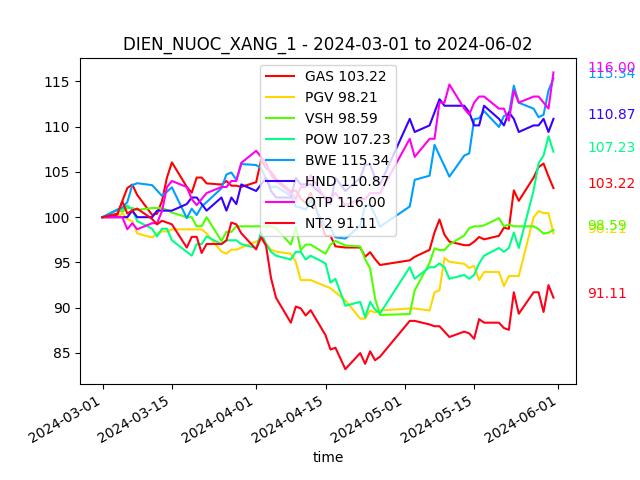 DIEN_NUOC_XANG_1 - 2024-03-01 to 2024-06-02
116.00
115.34
110.87
107.23
103.22
98.59
98.21
91.11
GAS 103.22
PGV 98.21
VSH 98.59
POW 107.23
BWE 115.34
HND 110.87
QTP 116.00
NT2 91.11
115
110
105
100
95
90
85
2024-03-01
2024-03-15
2024-04-01
2024-04-15
2024-05-01
2024-05-15
2024-06-01
time